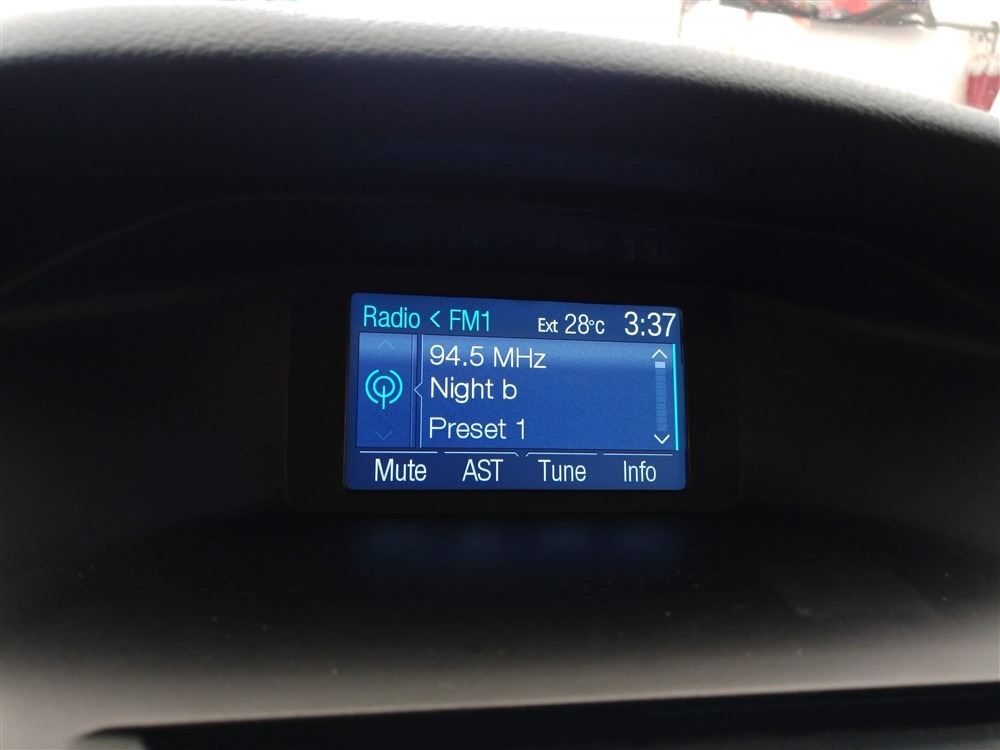 Radio < FM1 Ext 28°C 3:37
94.5 MHz
Night b
Preset 1
Mute AST Tune Info